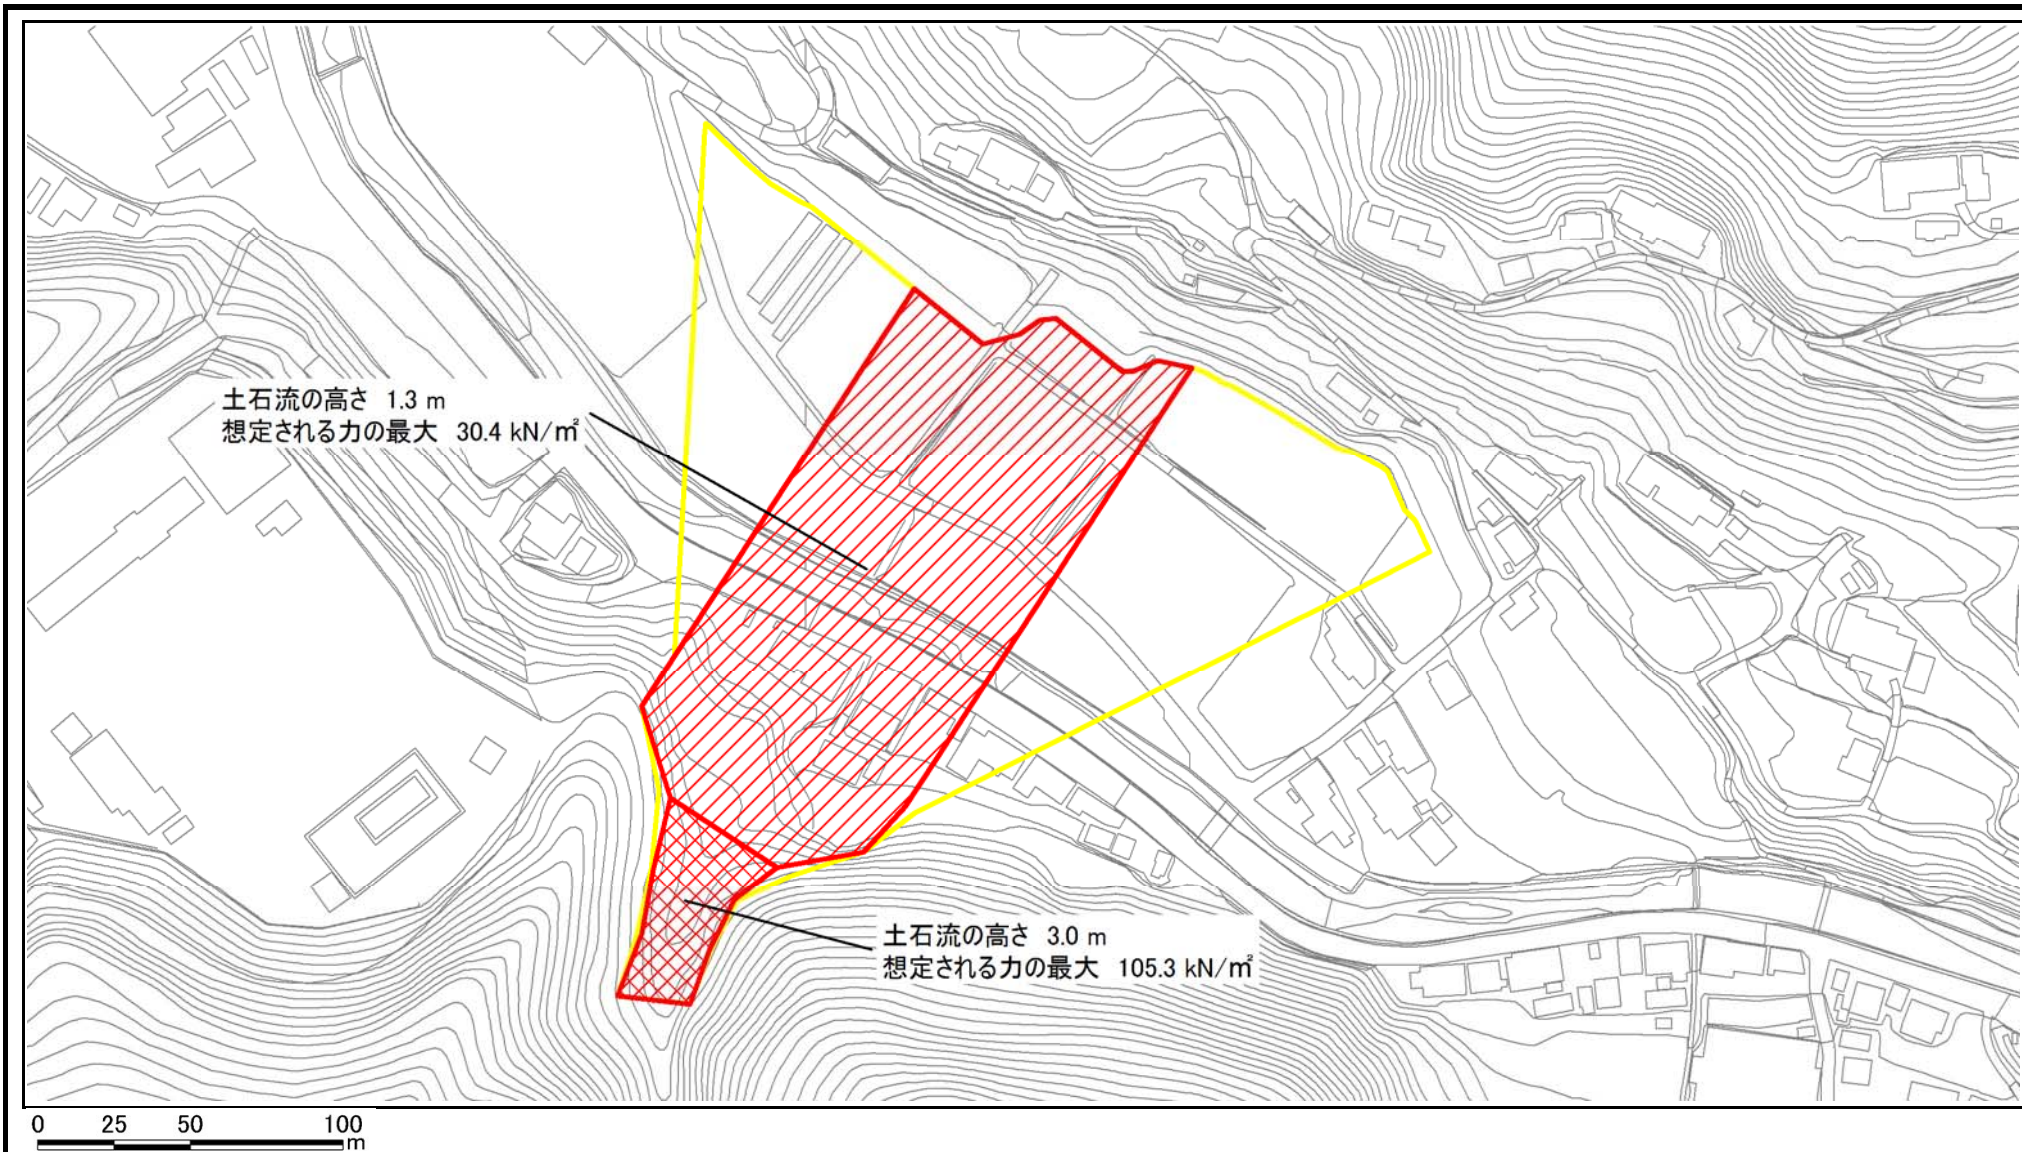 土石流の高さ 1.3 m
想定される力の最大 30.4 kN/㎡
土石流の高さ 3.0 m
想定される力の最大 105.3 kN/㎡
0 25 50 100
m